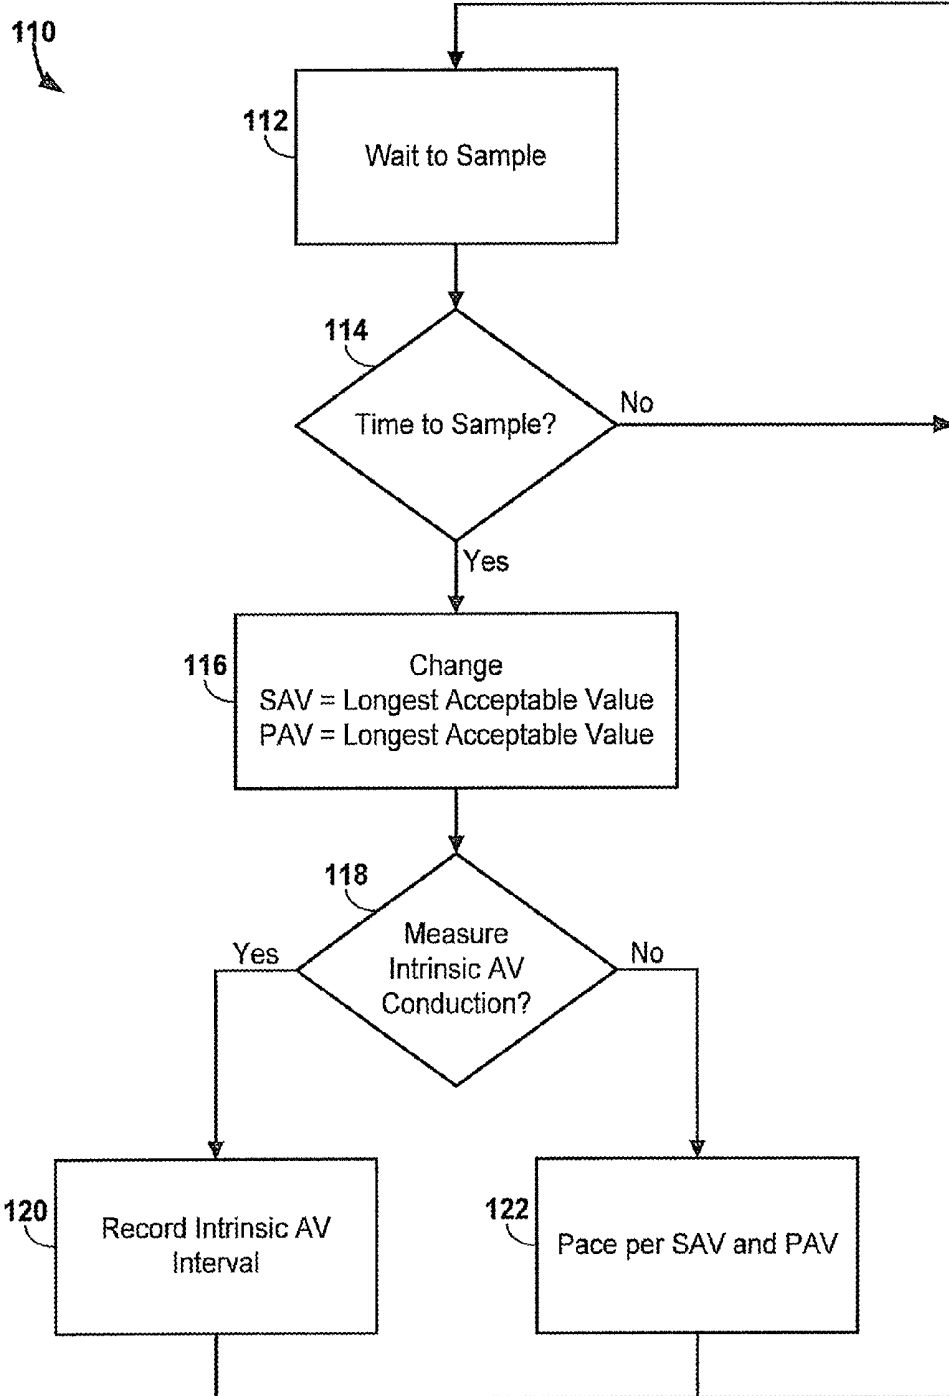 110
112
Wait to Sample
114
Time to Sample?
No
Yes
116
Change
SAV = Longest Acceptable Value
PAV = Longest Acceptable Value
118
Measure
Intrinsic AV
Conduction?
Yes
No
120
Record Intrinsic AV
Interval
122
Pace per SAV and PAV